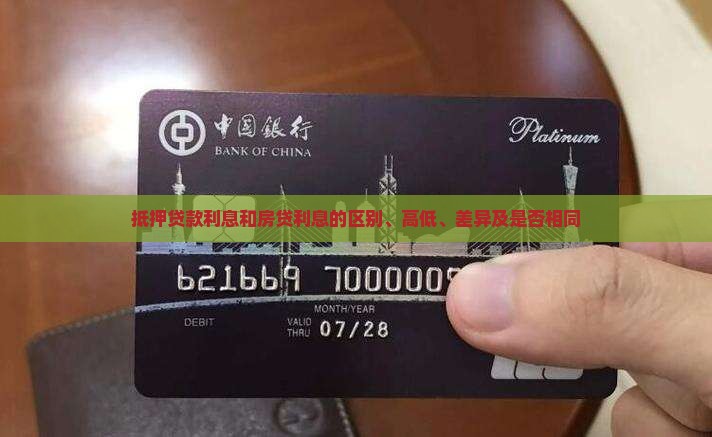 中国銀行
BANK OF CHINA
Platinum
抵押贷款利息和房贷利息的区别、高低、差异及是否相同
621669 700000
MONTH/YEAR
DEBIT
VALID THRU 07/28